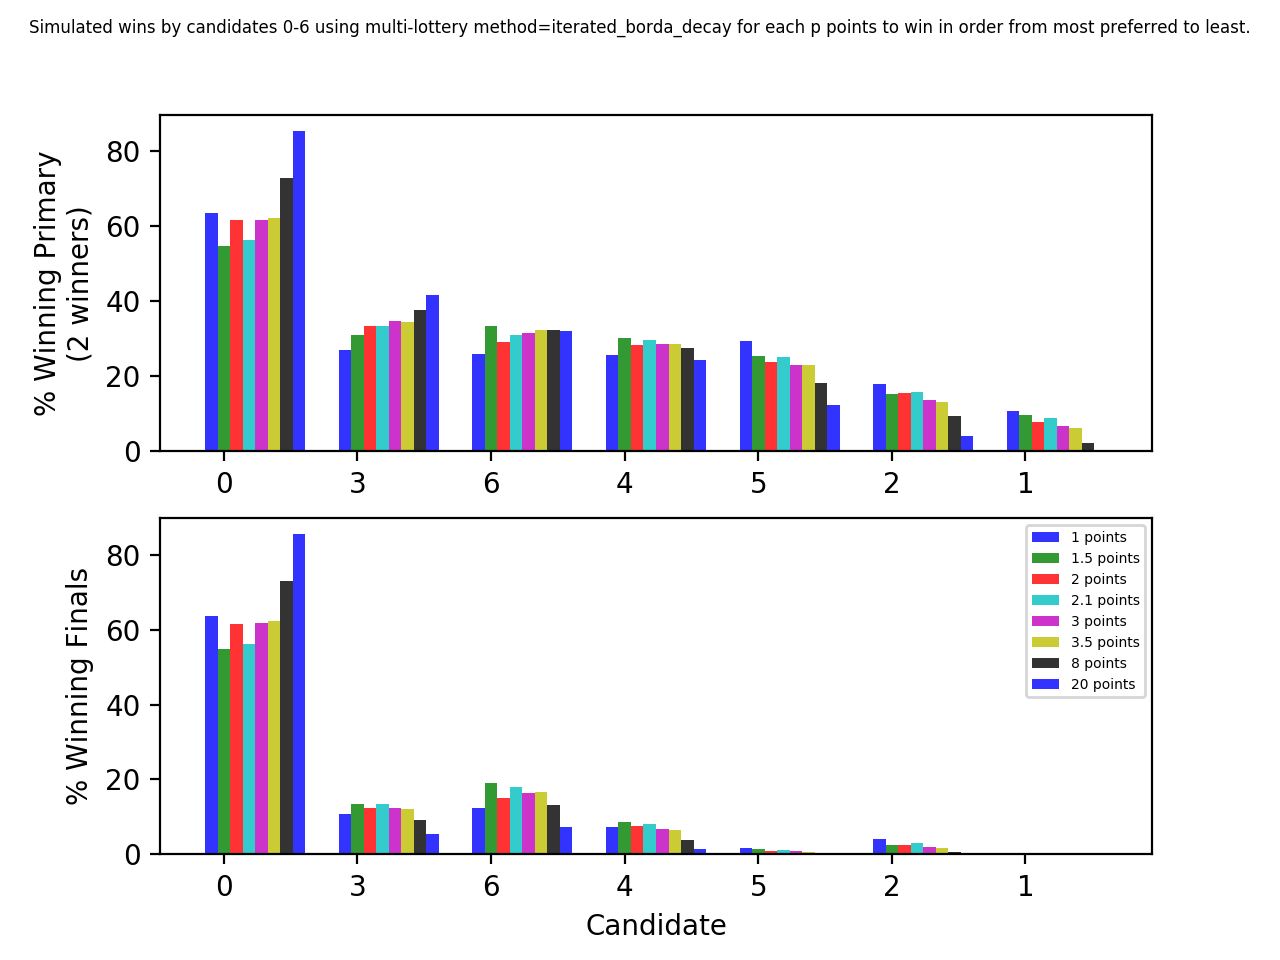 Simulated wins by candidates 0-6 using multi-lottery method=iterated_borda_decay for each p points to win in order from most preferred to least.
% Winning Primary
(2 winners)
80
60
40
20
0
0 3 6 4 5 2 1
% Winning Finals
80
60
40
20
0
1 points
1.5 points
2 points
2.1 points
3 points
3.5 points
8 points
20 points
0 3 6 4 5 2 1
Candidate